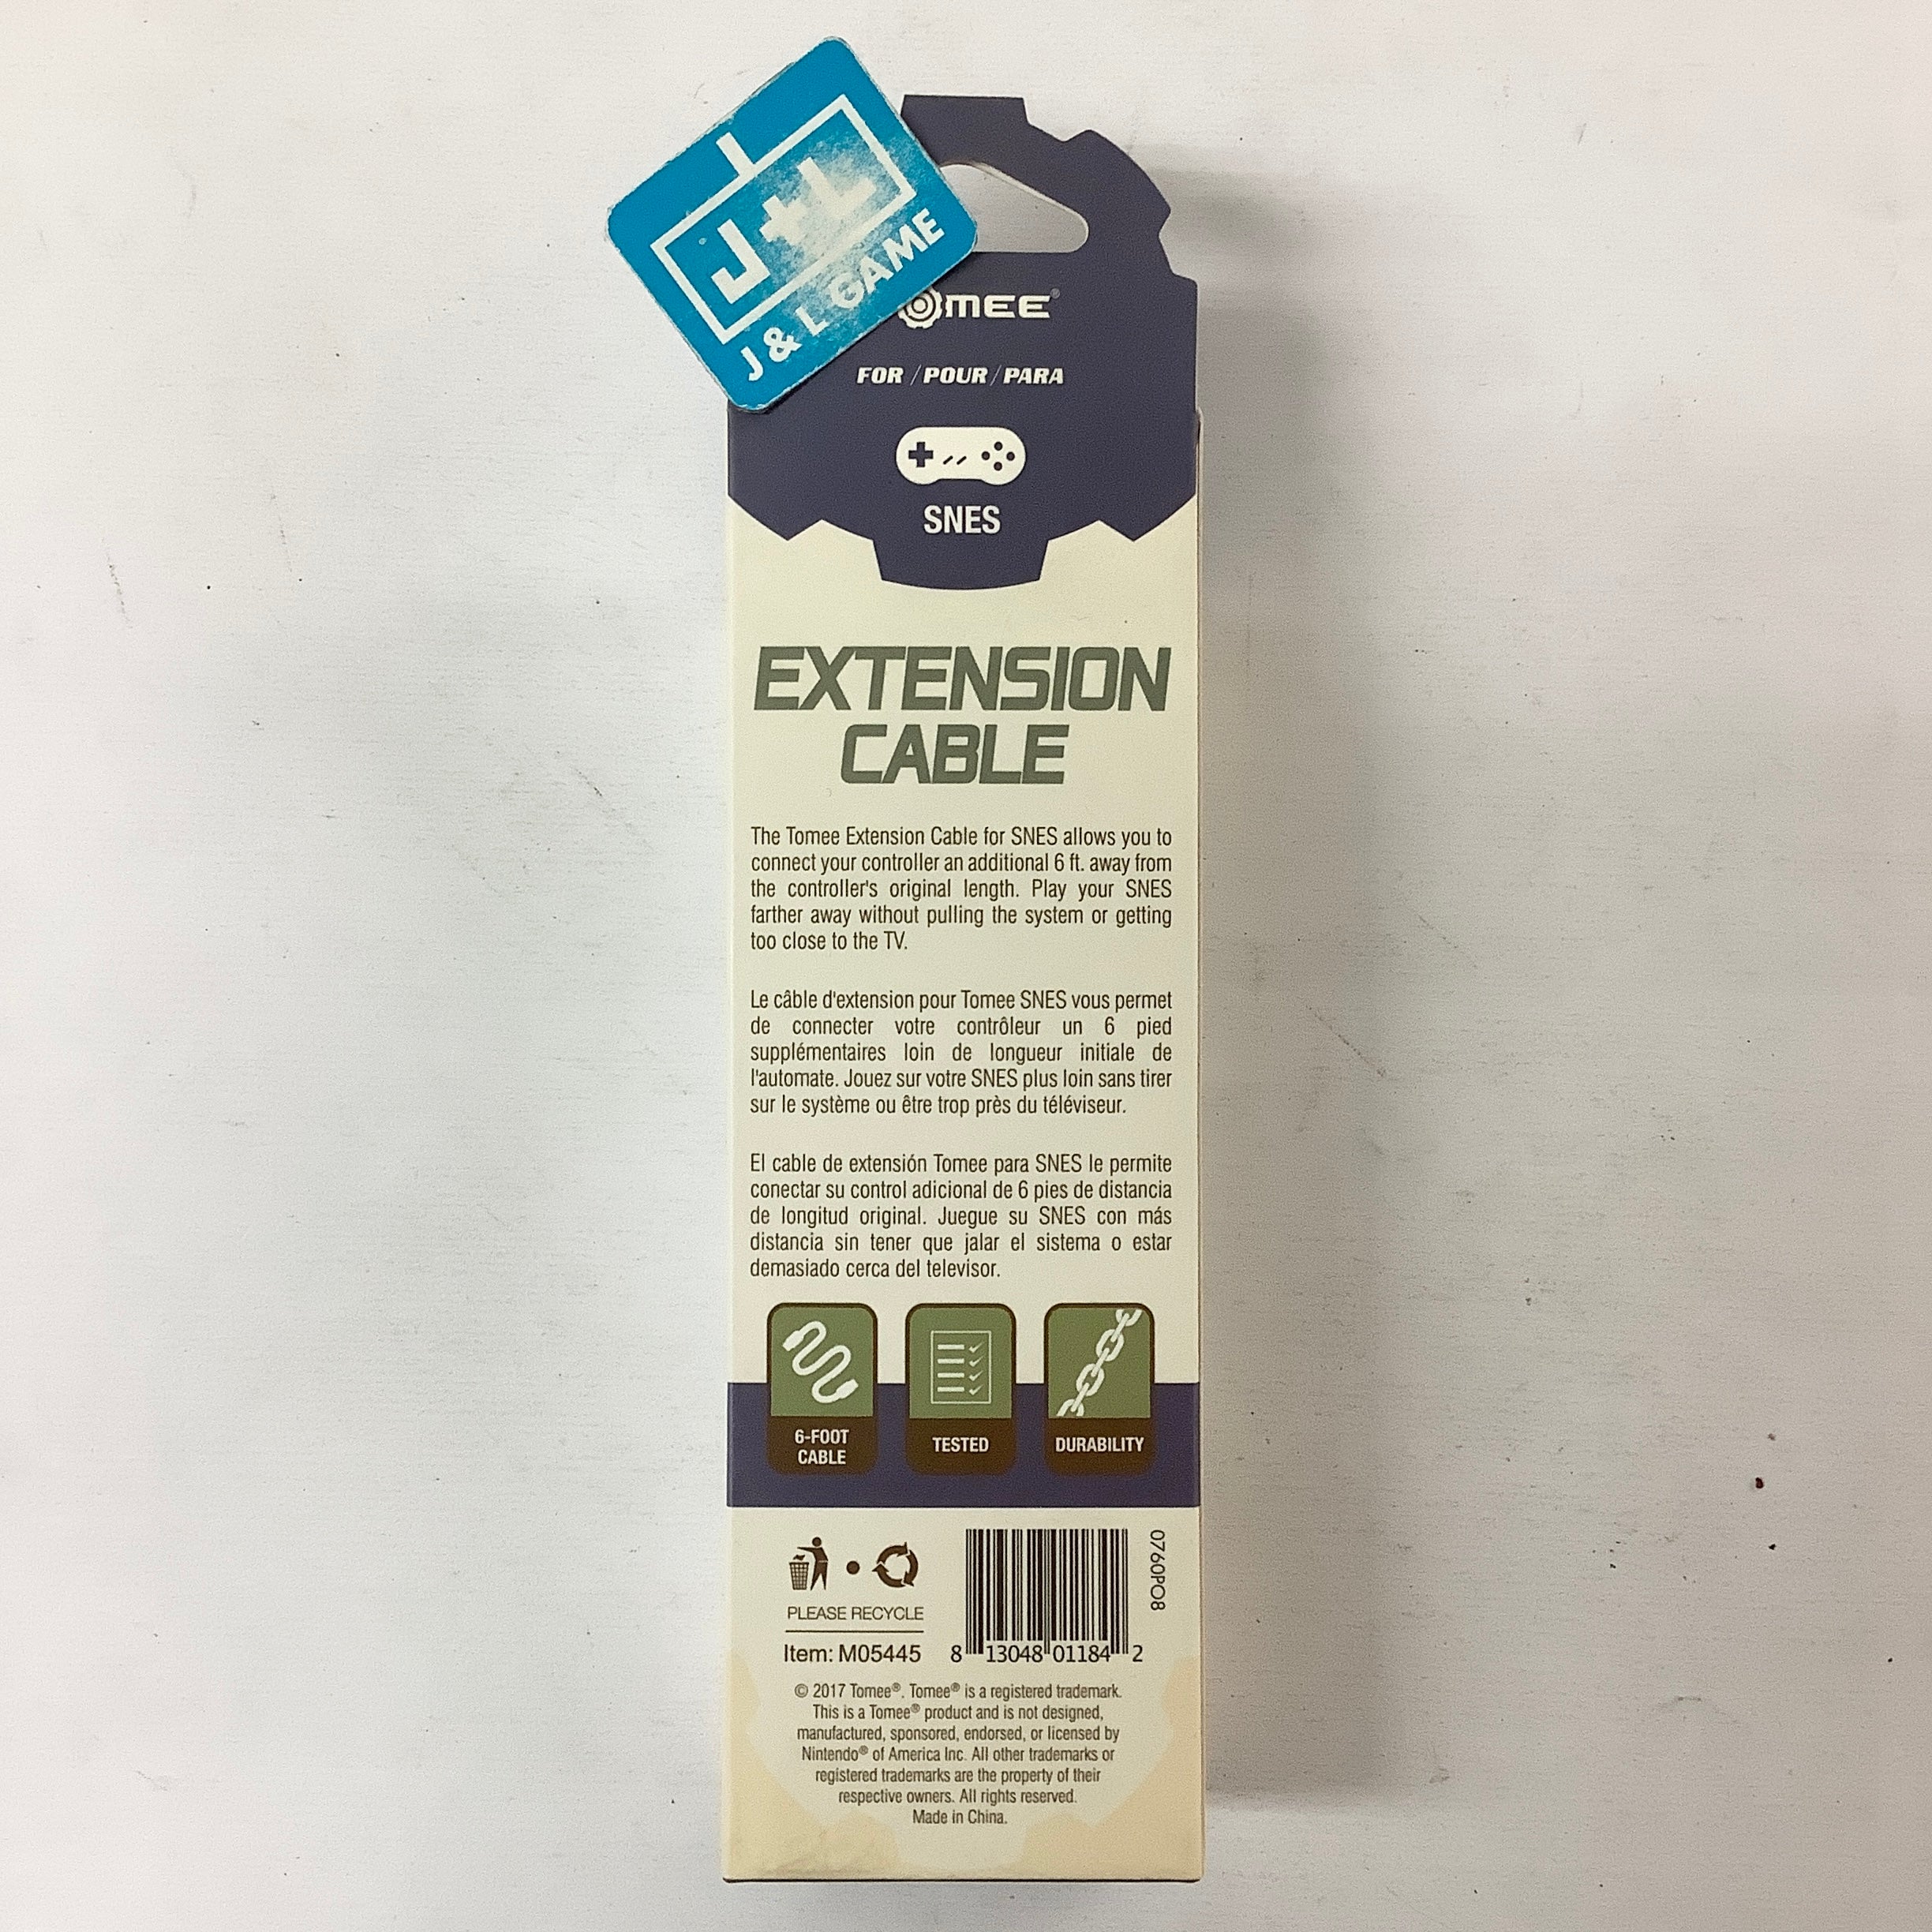 J+L
J & L GAME
FOR / POUR / PARA
SNES
EXTENSION
CABLE
The Tomee Extension Cable for SNES allows you to
connect your controller an additional 6 ft. away from
the controller's original length. Play your SNES
farther away without pulling the system or getting
too close to the TV.
Le câble d'extension pour Tomee SNES vous permet
de connecter votre contrôleur un 6 pied
supplémentaires loin de longueur initiale de
l'automate. Jouez sur votre SNES plus loin sans tirer
sur le système ou être trop près du téléviseur.
El cable de extensión Tomee para SNES le permite
conectar su control adicional de 6 pies de distancia
de longitud original. Juegue su SNES con más
distancia sin tener que jalar el sistema o estar
demasiado cerca del televisor.
6-FOOT
CABLE
TESTED
DURABILITY
PLEASE RECYCLE
Item: M05445
8 13048 01184 2
0760PO8
© 2017 Tomee®. Tomee® is a registered trademark.
This is a Tomee® product and is not designed,
manufactured, sponsored, endorsed, or licensed by
Nintendo® of America Inc. All other trademarks or
registered trademarks are the property of their
respective owners. All rights reserved.
Made in China.